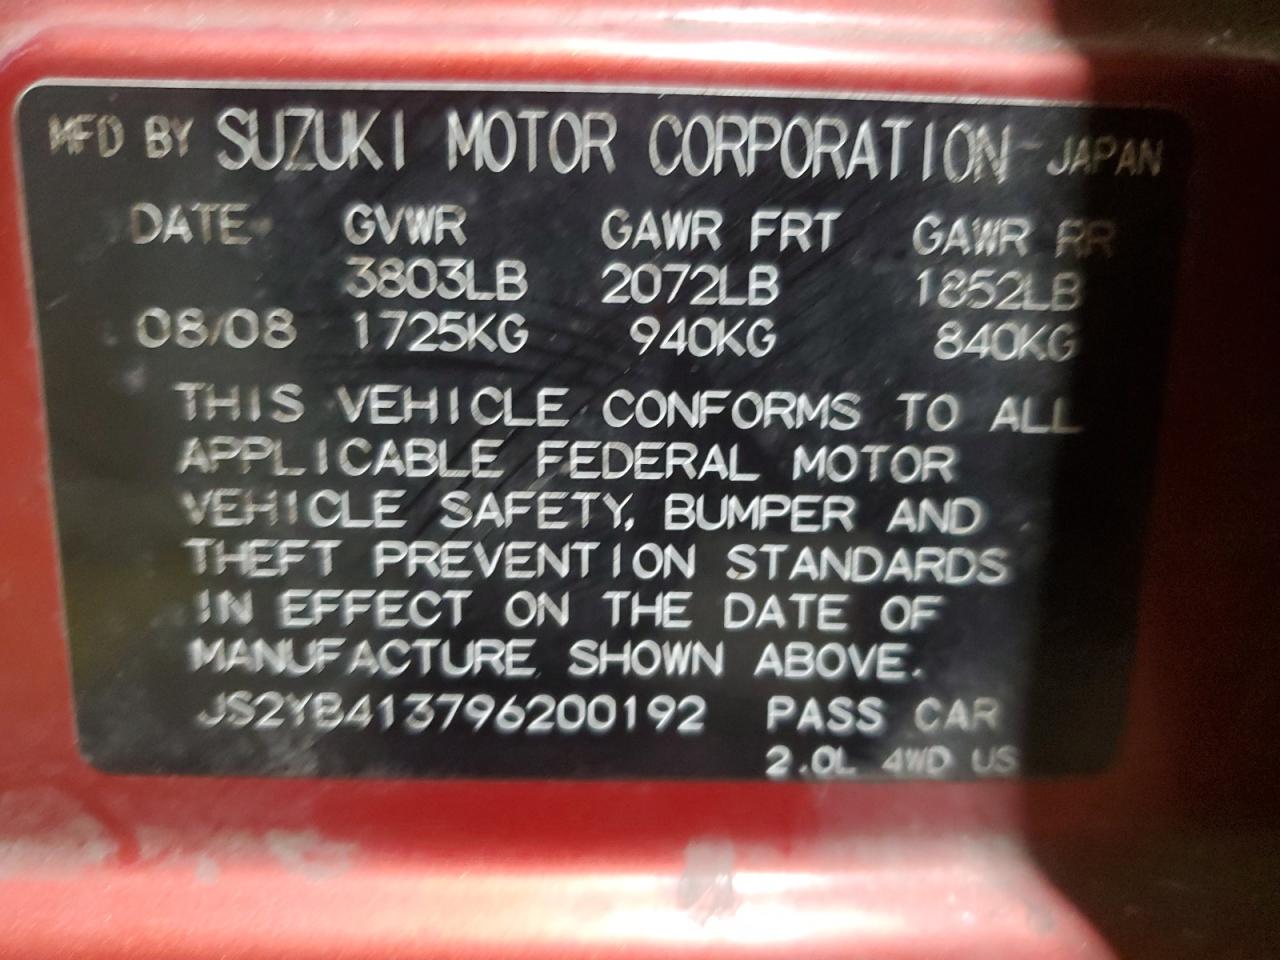 MFD BY SUZUKI MOTOR CORPORATION-JAPAN
DATE GVWR GAWR FRT GAWR RR
3803LB 2072LB 1852LB
08/08 1725KG 940KG 840KG
THIS VEHICLE CONFORMS TO ALL
APPLICABLE FEDERAL MOTOR
VEHICLE SAFETY, BUMPER AND
THEFT PREVENTION STANDARDS
IN EFFECT ON THE DATE OF
MANUFACTURE SHOWN ABOVE.
JS2YB413796200192 PASS CAR
2.0L 4WD US